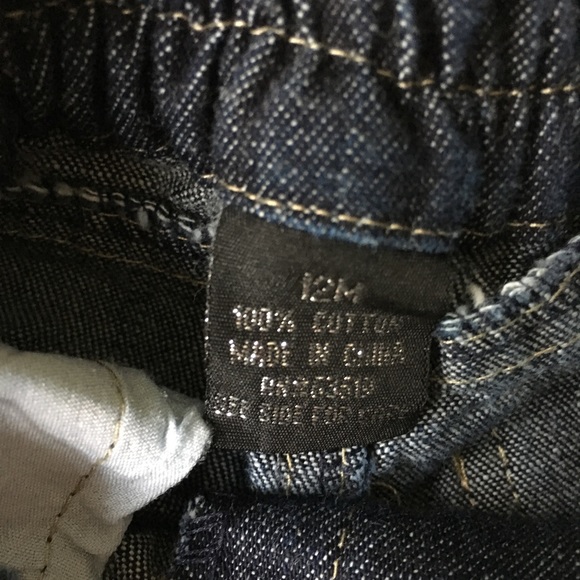 12M
100% COTTON
MADE IN CHINA
SEE SIDE FOR